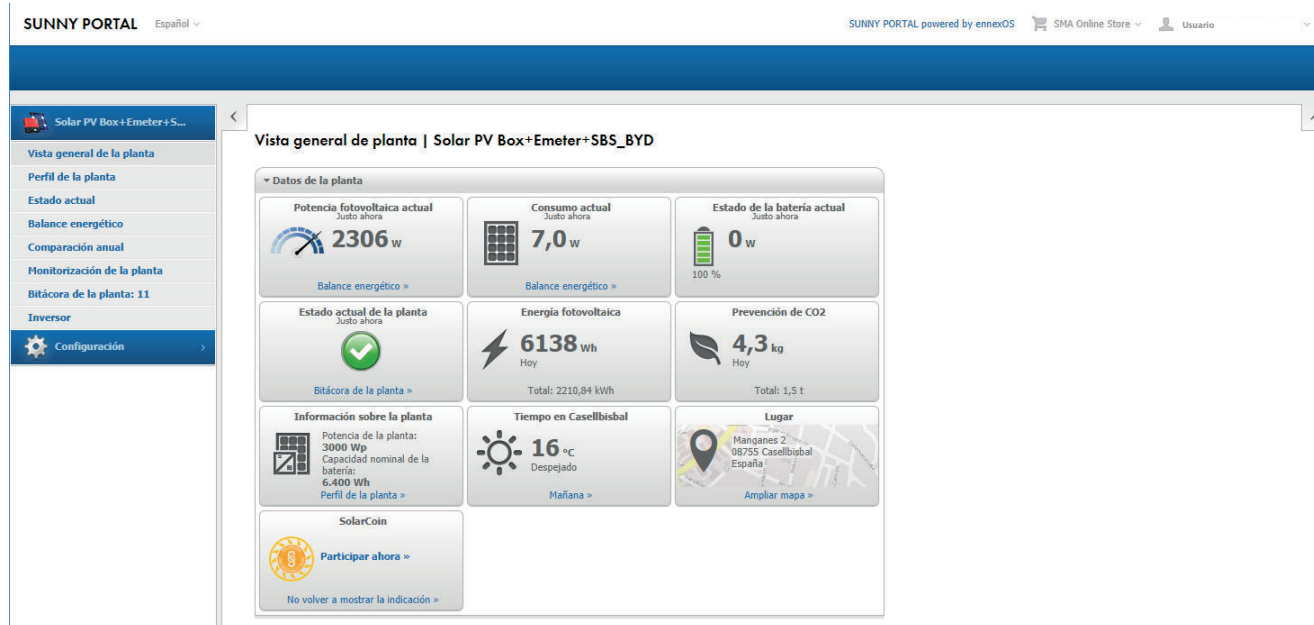 SUNNY PORTAL Español
SUNNY PORTAL powered by ennexOS SMA Online Store Usuario
Solar PV Box+Emeter+S...
Vista general de la planta
Perfil de la planta
Estado actual
Balance energético
Comparación anual
Monitorización de la planta
Bitácora de la planta: 11
Inversor
Configuración
Vista general de planta | Solar PV Box+Emeter+SBS_BYD
Datos de la planta
Potencia fotovoltaica actual
Justo ahora
2306 W
Balance energético »
Consumo actual
Justo ahora
7,0 W
Balance energético »
Estado de la batería actual
Justo ahora
0 W
100 %
Estado actual de la planta
Justo ahora
Bitácora de la planta »
Energía fotovoltaica
6138 Wh
Hoy
Total: 2210,84 kWh
Prevención de CO2
4,3 kg
Hoy
Total: 1,5 t
Información sobre la planta
Potencia de la planta:
3000 Wp
Capacidad nominal de la
batería:
6.400 Wh
Perfil de la planta »
Tiempo en Casellbisbal
16 °C
Despejado
Mañana »
Lugar
Manganes 2
08755 Casellbisbal
España
Ampliar mapa »
SolarCoin
Participar ahora »
No volver a mostrar la indicación »